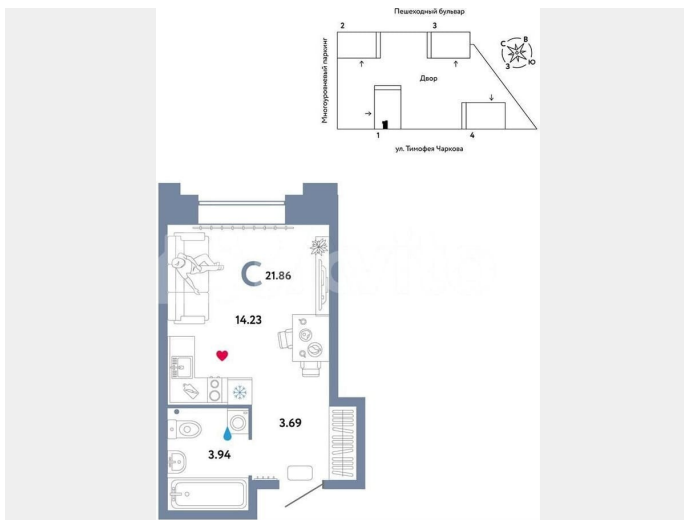 Пешеходный бульвар
2
3
С
В
З
Ю
Многоуровневый паркинг
Двор
1
4
ул. Тимофея Чаркова
С 21.86
14.23
3.69
3.94